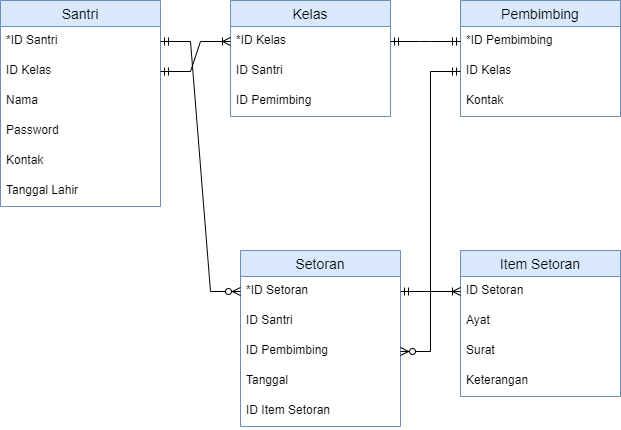 Santri
*ID Santri
ID Kelas
Nama
Password
Kontak
Tanggal Lahir
Kelas
*ID Kelas
ID Santri
ID Pemimbing
Pembimbing
*ID Pembimbing
ID Kelas
Kontak
Setoran
*ID Setoran
ID Santri
ID Pembimbing
Tanggal
ID Item Setoran
Item Setoran
ID Setoran
Ayat
Surat
Keterangan